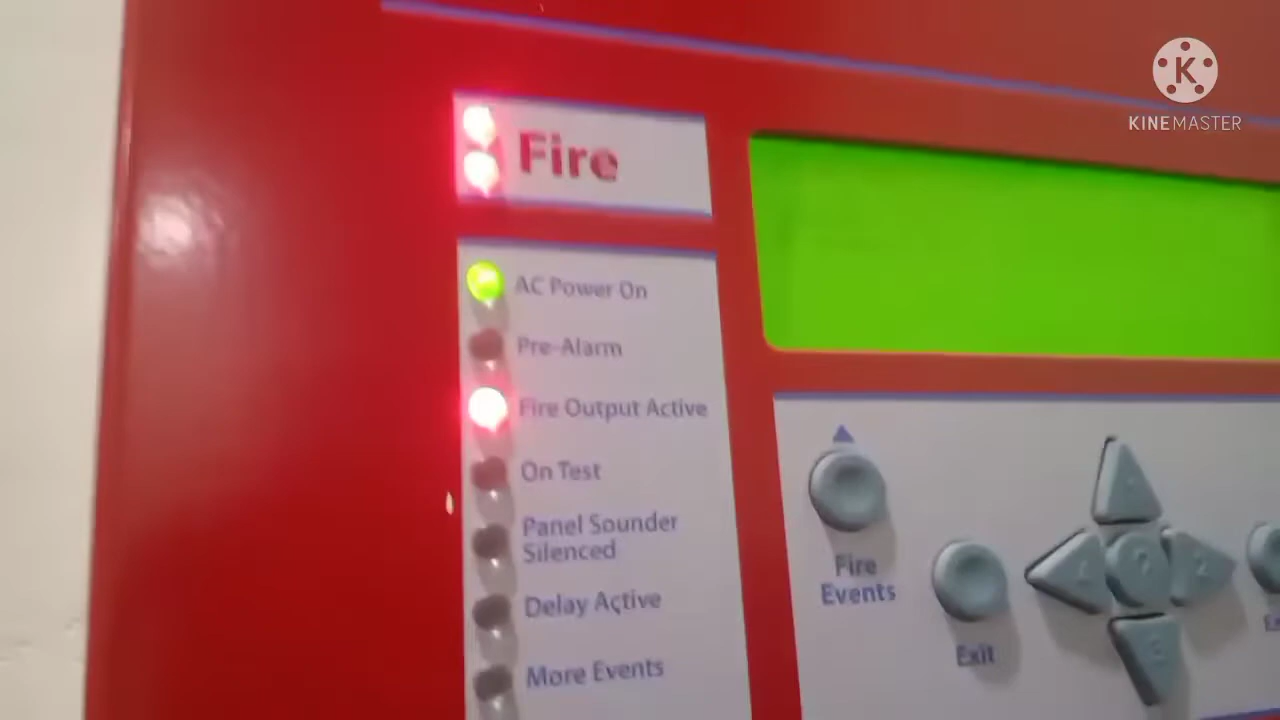 KINEMASTER
Fire
AC Power On
Pre-Alarm
Fire Output Active
On Test
Panel Sounder
Silenced
Delay Active
More Events
Fire
Events
Exit